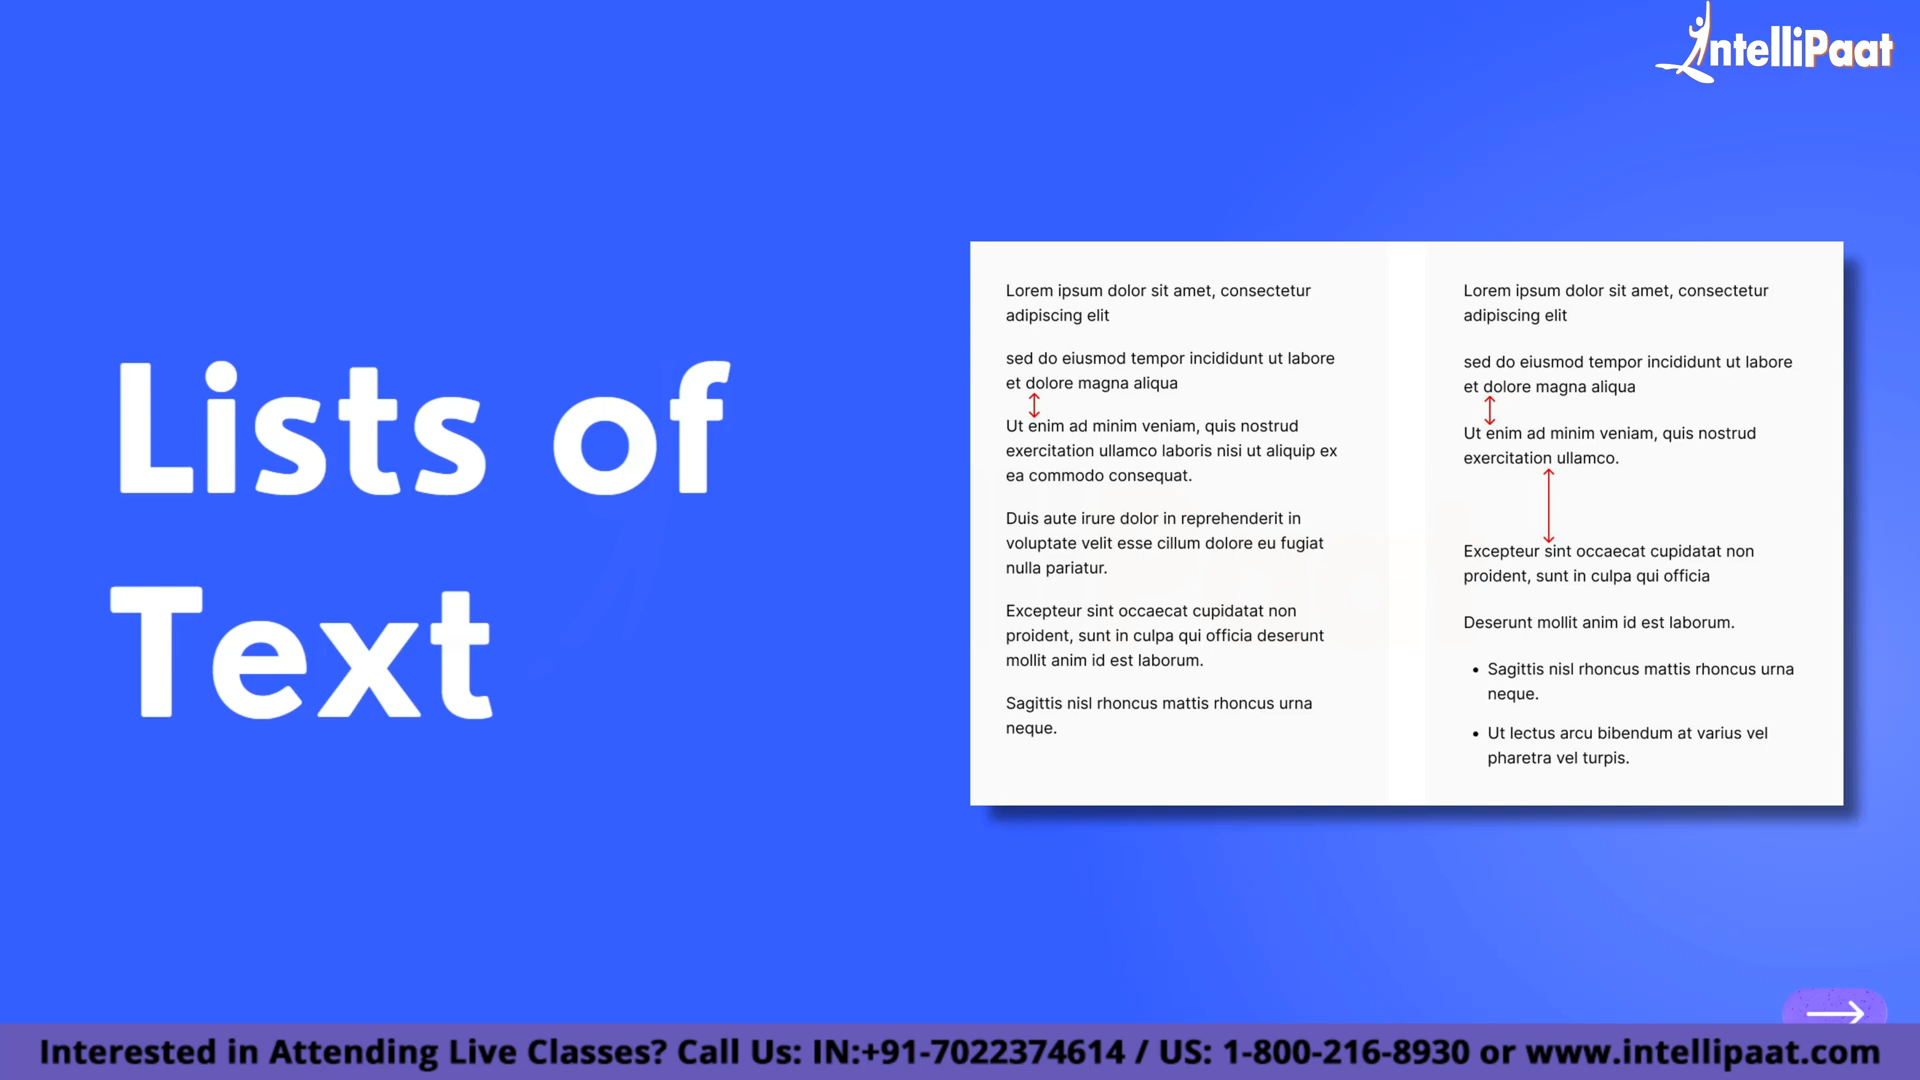 IntelliPaat
Lists of
Text
Lorem ipsum dolor sit amet, consectetur
adipiscing elit
sed do eiusmod tempor incididunt ut labore
et dolore magna aliqua
Ut enim ad minim veniam, quis nostrud
exercitation ullamco laboris nisi ut aliquip ex
ea commodo consequat.
Duis aute irure dolor in reprehenderit in
voluptate velit esse cillum dolore eu fugiat
nulla pariatur.
Excepteur sint occaecat cupidatat non
proident, sunt in culpa qui officia deserunt
mollit anim id est laborum.
Sagittis nisl rhoncus mattis rhoncus urna
neque.
Lorem ipsum dolor sit amet, consectetur
adipiscing elit
sed do eiusmod tempor incididunt ut labore
et dolore magna aliqua
Ut enim ad minim veniam, quis nostrud
exercitation ullamco.
Excepteur sint occaecat cupidatat non
proident, sunt in culpa qui officia
Deserunt mollit anim id est laborum.
• Sagittis nisl rhoncus mattis rhoncus urna
neque.
• Ut lectus arcu bibendum at varius vel
pharetra vel turpis.
Interested in Attending Live Classes? Call Us: IN:+91-7022374614 / US: 1-800-216-8930 or www.intellipaat.com